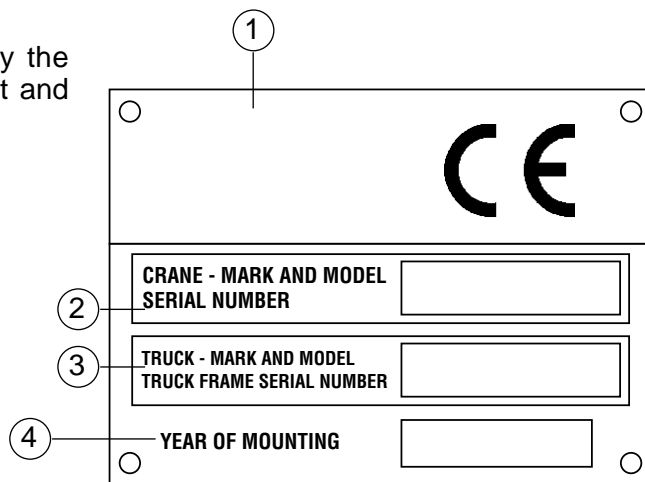 1
y the
t and
CE
CRANE - MARK AND MODEL
SERIAL NUMBER
2
TRUCK - MARK AND MODEL
TRUCK FRAME SERIAL NUMBER
3
4
YEAR OF MOUNTING